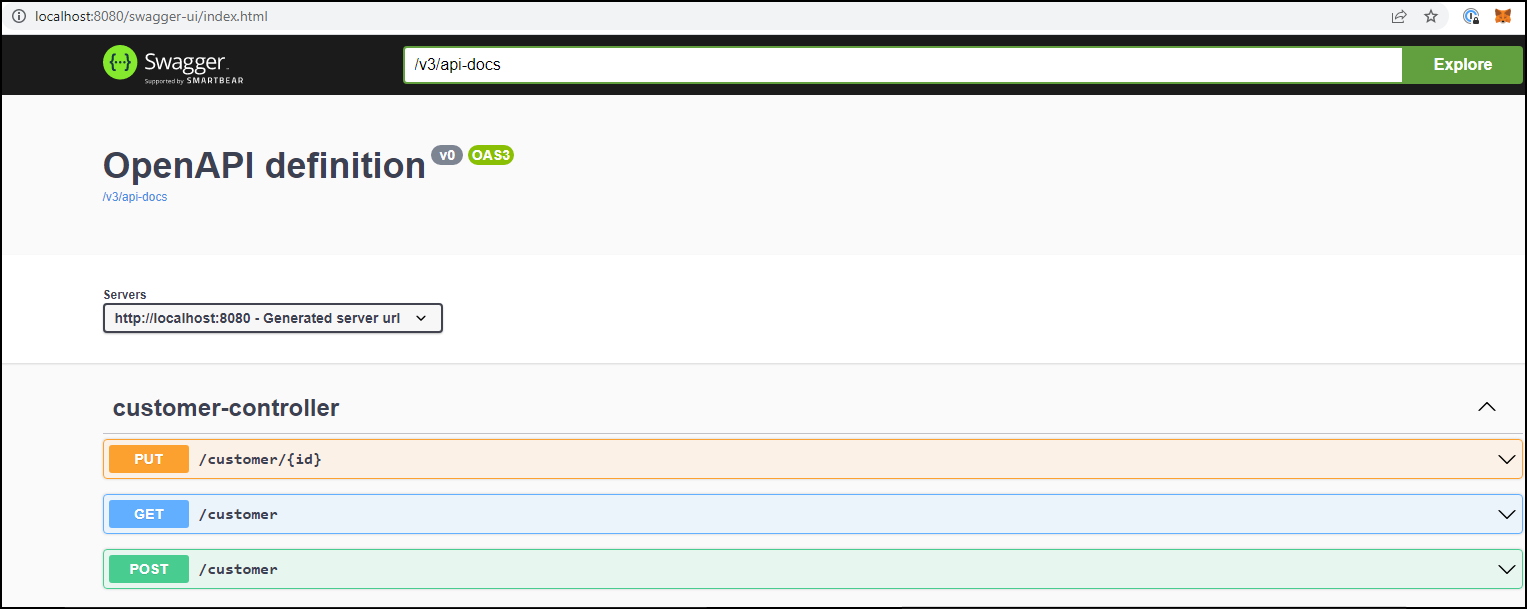 localhost:8080/swagger-ui/index.html
Swagger
Supported by SMARTBEAR
/v3/api-docs
Explore
OpenAPI definition v0 OAS3
/v3/api-docs
Servers
http://localhost:8080 - Generated server url
customer-controller
PUT /customer/{id}
GET /customer
POST /customer